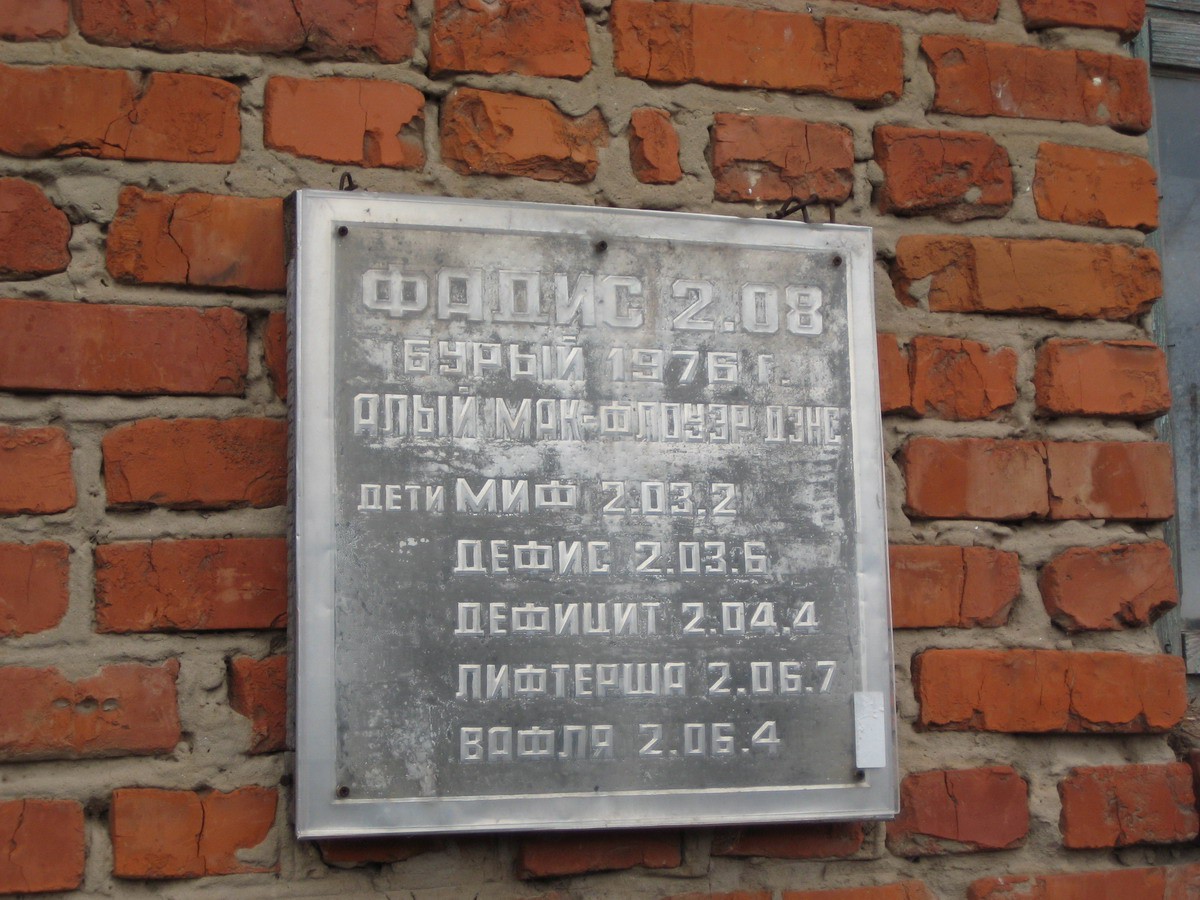 ФАДИС 2.08
БУРЫЙ 1976 г.
АЛЫЙ МАК-ФЛОУЭР ДЭНС
ДЕТИ МИФ 2.03.2
ДЕФИС 2.03.6
ДЕФИЦИТ 2.04.4
ЛИФТЕРША 2.06.7
ВАФЛЯ 2.06.4